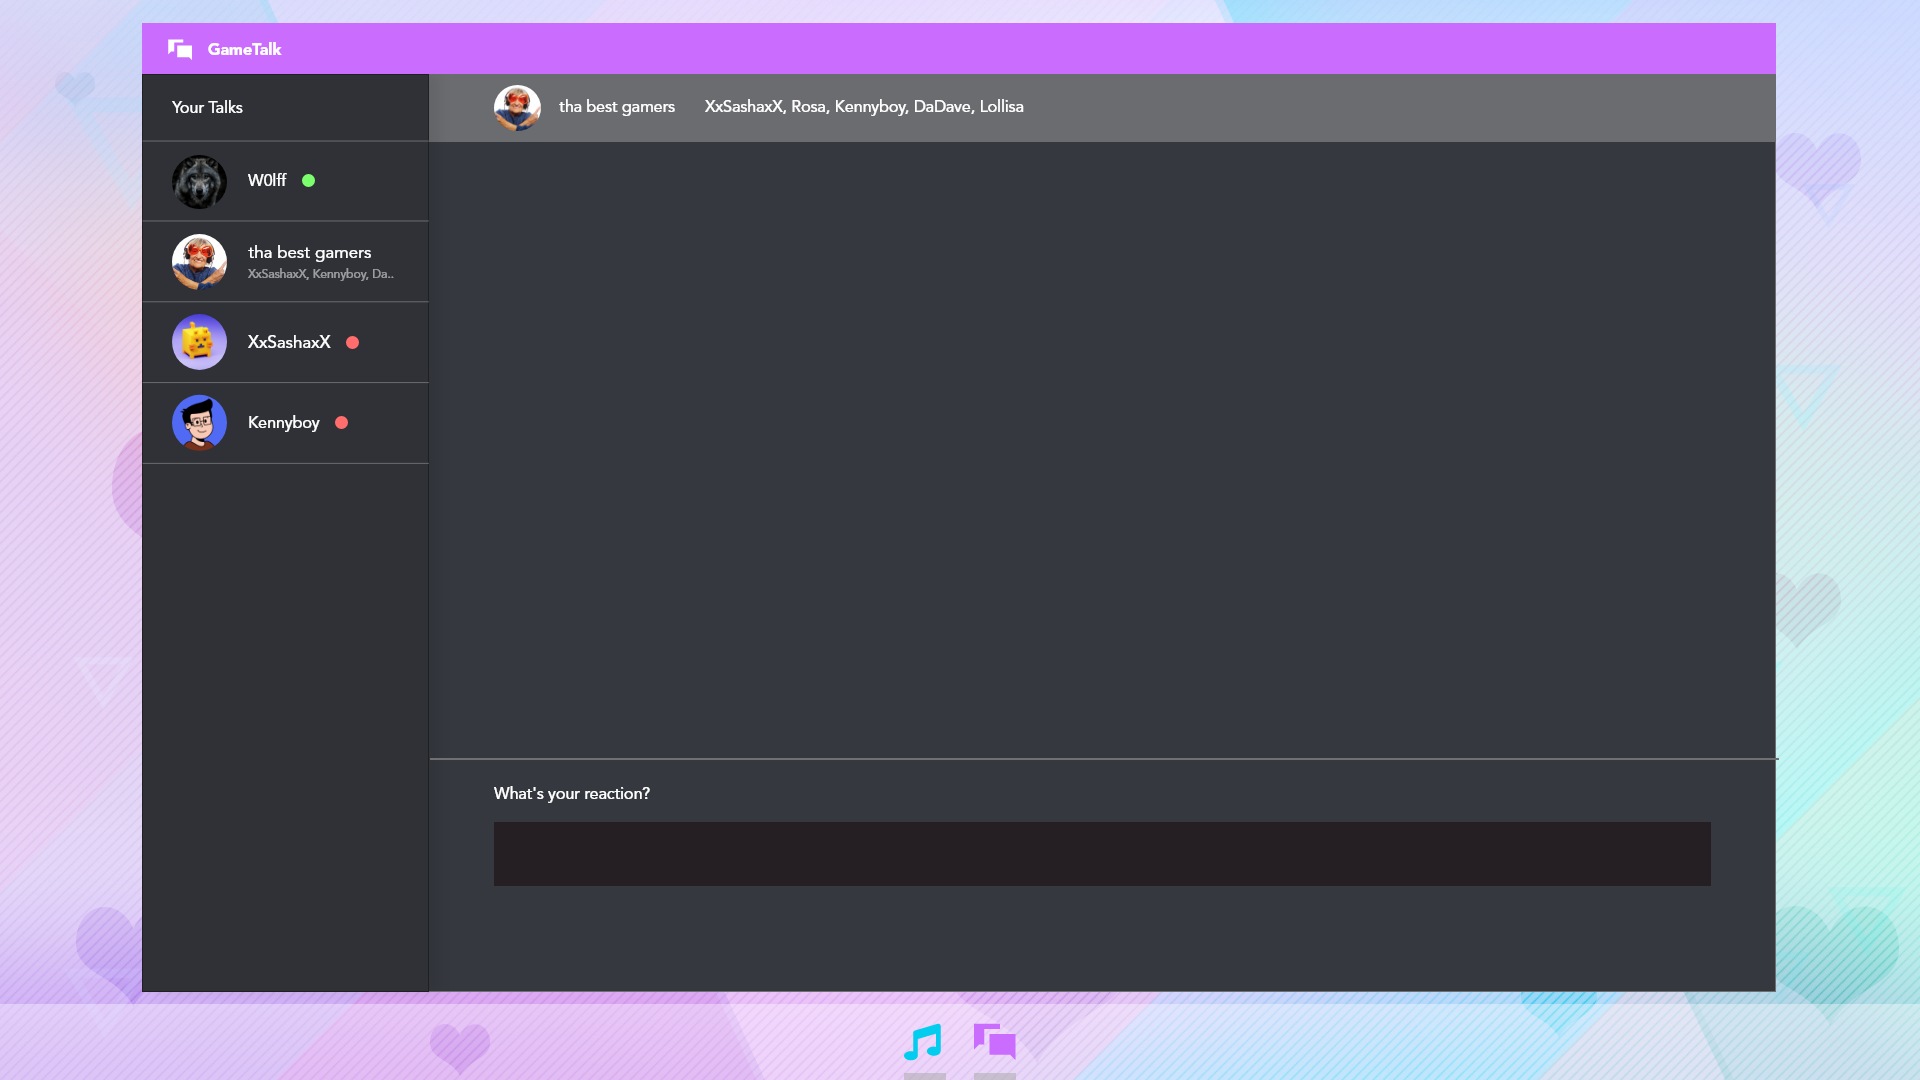 GameTalk
Your Talks
tha best gamers XxSashaxX, Rosa, Kennyboy, DaDave, Lollisa
W0lff
tha best gamers
XxSashaxX, Kennyboy, Da..
XxSashaxX
Kennyboy
What's your reaction?